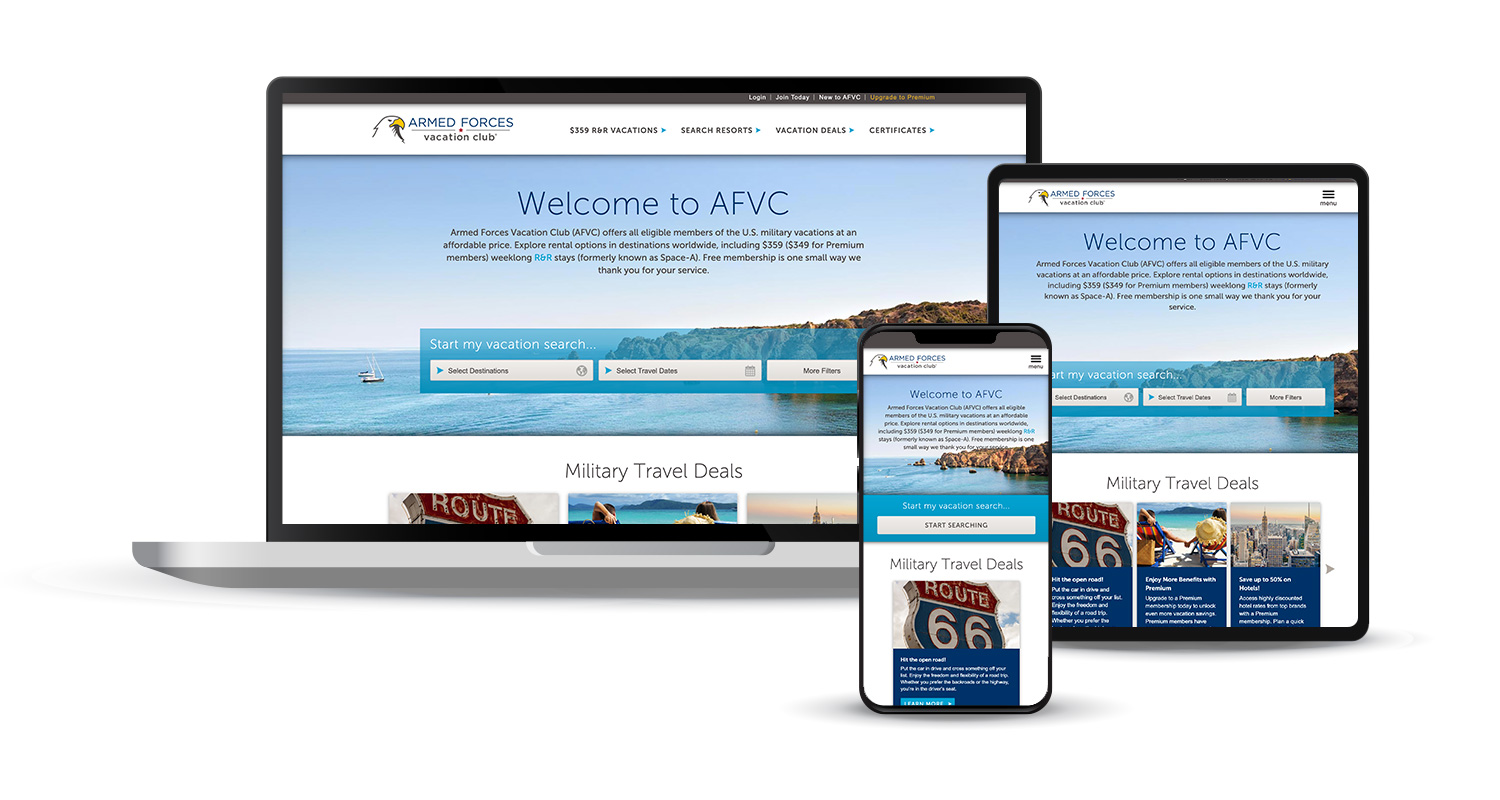 Login | Join Today | New to AFVC | Upgrade to Premium
ARMED FORCES
vacation club®
$359 R&R VACATIONS
SEARCH RESORTS
VACATION DEALS
CERTIFICATES
Welcome to AFVC
Armed Forces Vacation Club (AFVC) offers all eligible members of the U.S. military vacations at an
affordable price. Explore rental options in destinations worldwide, including $359 ($349 for Premium
members) weeklong R&R stays (formerly known as Space-A). Free membership is one small way we
thank you for your service.
Start my vacation search...
Select Destinations
Select Travel Dates
More Filters
Military Travel Deals
ROUTE
ARMED FORCES
vacation club®
menu
Welcome to AFVC
Armed Forces Vacation Club (AFVC) offers all eligible
members of the U.S. military vacations at an affordable
price. Explore rental options in destinations worldwide,
including $359 ($349 for Premium members) weeklong R&R
stays (formerly known as Space-A). Free membership is one
small way we thank you for your service.
Start my vacation search...
START SEARCHING
Military Travel Deals
ROUTE
66
Hit the open road!
Put the car in drive and cross something off your
list. Enjoy the freedom and flexibility of a road trip.
Whether you prefer the backroads or the highway,
you're in the driver's seat.
LEARN MORE
ARMED FORCES
vacation club®
menu
Welcome to AFVC
Armed Forces Vacation Club (AFVC) offers all eligible members of the U.S. military
vacations at an affordable price. Explore rental options in destinations worldwide,
including $359 ($349 for Premium members) weeklong R&R stays (formerly
known as Space-A). Free membership is one small way we thank you for your
service.
art my vacation search...
Select Destinations
Select Travel Dates
More Filters
Military Travel Deals
ROUTE
66
Hit the open road!
Put the car in drive and
cross something off your list.
Enjoy the freedom and
flexibility of a road trip.
Whether you prefer the
Enjoy More Benefits with
Premium
Upgrade to a Premium
membership today to unlock
even more vacation savings.
Premium members have
Save up to 50% on
Hotels!
Access highly discounted
hotel rates from top brands
with a Premium
membership. Plan a quick